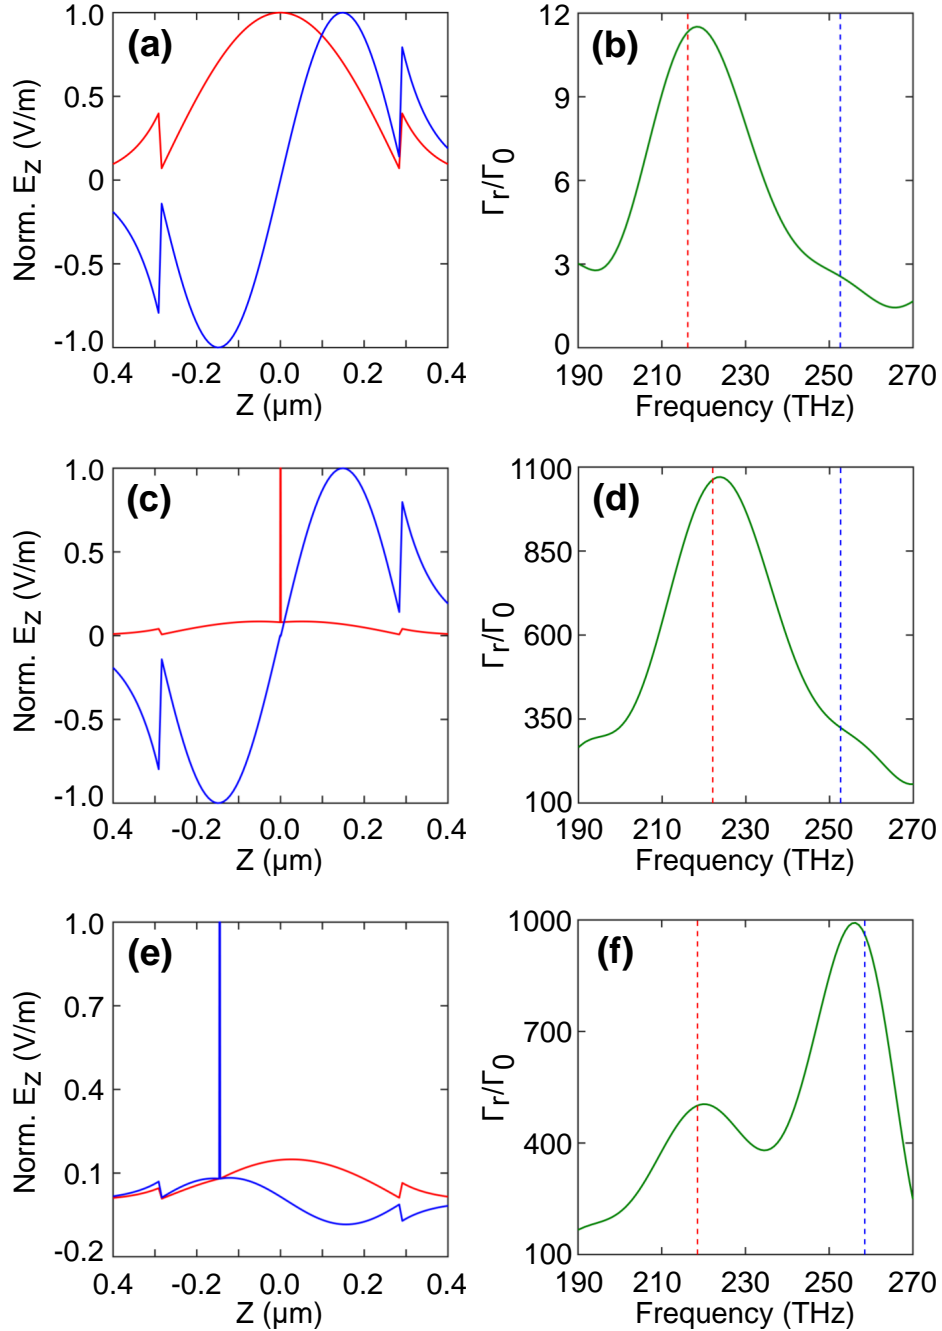 (a)
1.0
0.5
0
-0.5
-1.0
Norm. E_Z (V/m)
0.4 -0.2 0.0 0.2 0.4
Z (μm)
(b)
12
9
6
3
0
Γr/Γ0
190 210 230 250 270
Frequency (THz)
(c)
1.0
0.5
0
-0.5
-1.0
Norm. E_Z (V/m)
0.4 -0.2 0.0 0.2 0.4
Z (μm)
(d)
1100
850
600
350
100
Γr/Γ0
190 210 230 250 270
Frequency (THz)
(e)
1.0
0.7
0.4
0.1
-0.2
Norm. E_Z (V/m)
0.4 -0.2 0.0 0.2 0.4
Z (μm)
(f)
1000
700
400
100
Γr/Γ0
190 210 230 250 270
Frequency (THz)